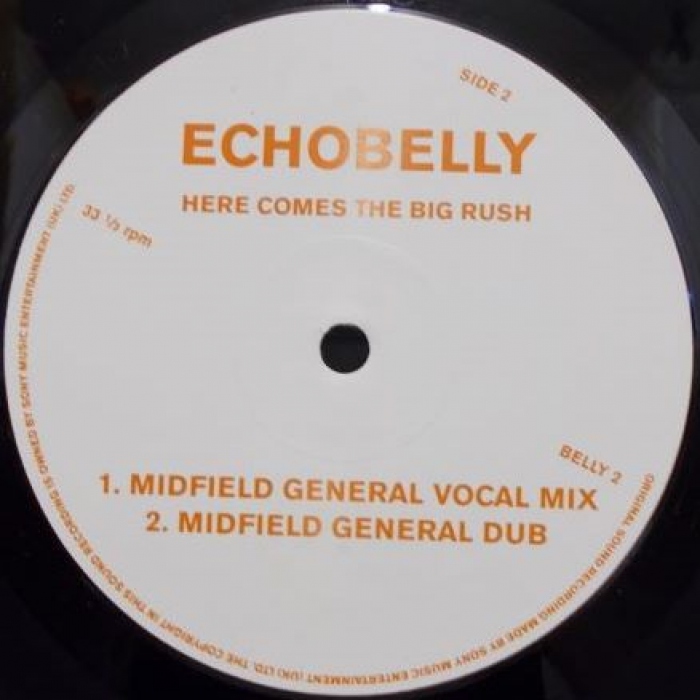 SIDE 2
ECHOBELLY
HERE COMES THE BIG RUSH
33 ⅓ rpm
BELLY 2
1. MIDFIELD GENERAL VOCAL MIX
2. MIDFIELD GENERAL DUB
ORIGINAL SOUND RECORDING MADE BY SONY MUSIC ENTERTAINMENT (UK) LTD. THE COPYRIGHT IN THIS SOUND RECORDING IS OWNED BY SONY MUSIC ENTERTAINMENT (UK) LTD.